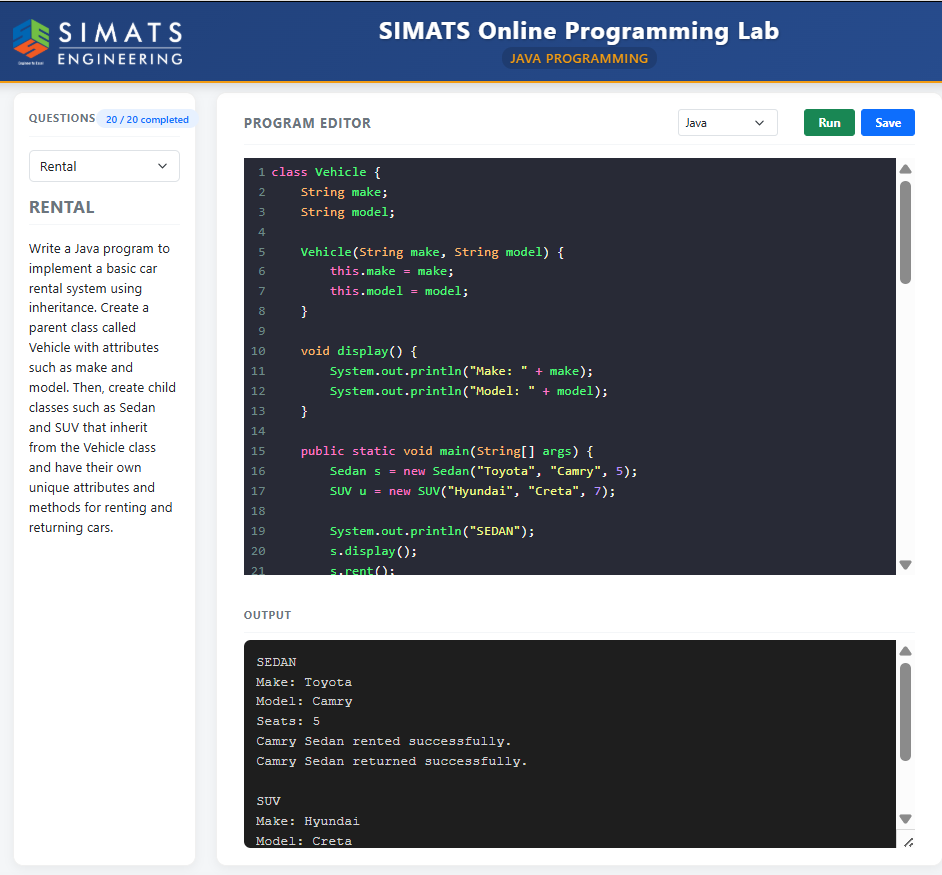 SIMATS
ENGINEERING
Engineer to Excel
SIMATS Online Programming Lab
JAVA PROGRAMMING
QUESTIONS 20 / 20 completed
Rental
RENTAL
Write a Java program to
implement a basic car
rental system using
inheritance. Create a
parent class called
Vehicle with attributes
such as make and
model. Then, create child
classes such as Sedan
and SUV that inherit
from the Vehicle class
and have their own
unique attributes and
methods for renting and
returning cars.
PROGRAM EDITOR
Java
Run
Save
1 class Vehicle {
2     String make;
3     String model;
4
5     Vehicle(String make, String model) {
6         this.make = make;
7         this.model = model;
8     }
9
10     void display() {
11         System.out.println("Make: " + make);
12         System.out.println("Model: " + model);
13     }
14
15     public static void main(String[] args) {
16         Sedan s = new Sedan("Toyota", "Camry", 5);
17         SUV u = new SUV("Hyundai", "Creta", 7);
18
19         System.out.println("SEDAN");
20         s.display();
21         s.rent();
OUTPUT
SEDAN
Make: Toyota
Model: Camry
Seats: 5
Camry Sedan rented successfully.
Camry Sedan returned successfully.
SUV
Make: Hyundai
Model: Creta